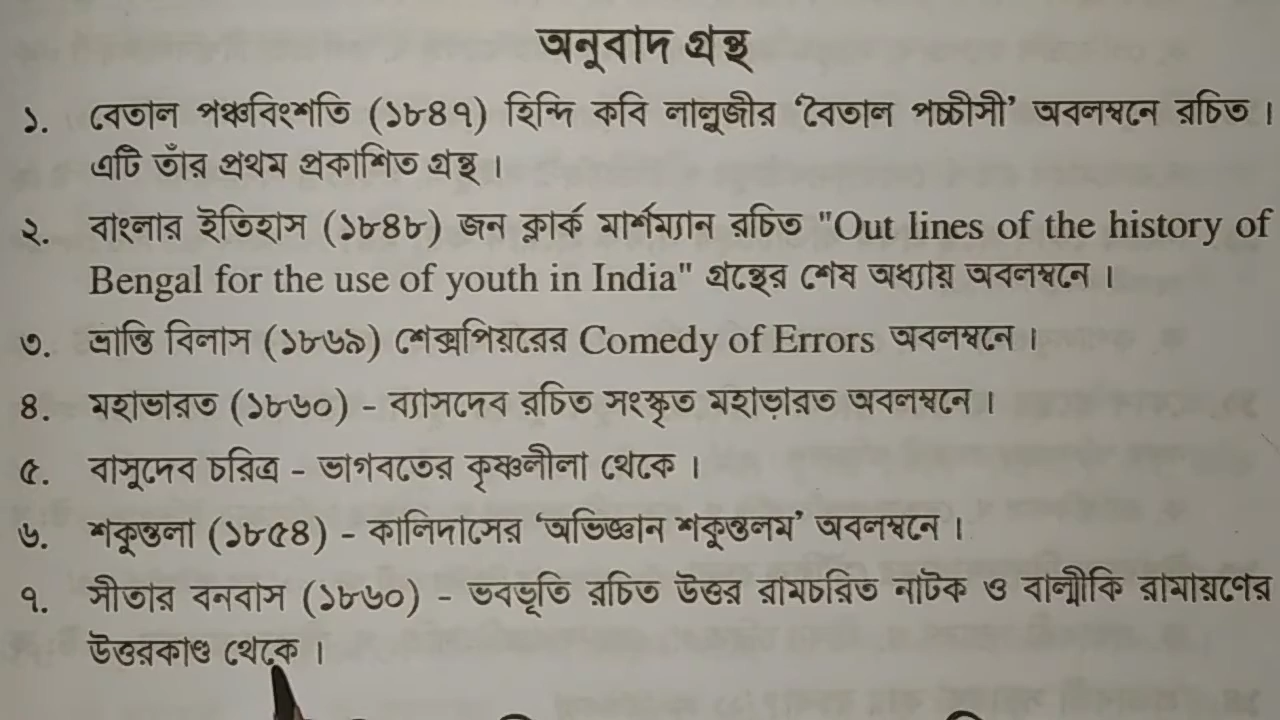 অনুবাদ গ্রন্থ
১. বেতাল পঞ্চবিংশতি (১৮৪৭) হিন্দি কবি লালুজীর ‘বৈতাল পচ্চীসী’ অবলম্বনে রচিত।
এটি তাঁর প্রথম প্রকাশিত গ্রন্থ।
২. বাংলার ইতিহাস (১৮৪৮) জন ক্লার্ক মার্শম্যান রচিত "Out lines of the history of
Bengal for the use of youth in India" গ্রন্থের শেষ অধ্যায় অবলম্বনে।
৩. ভ্রান্তি বিলাস (১৮৬৯) শেক্সপিয়রের Comedy of Errors অবলম্বনে।
৪. মহাভারত (১৮৬০) - ব্যাসদেব রচিত সংস্কৃত মহাভারত অবলম্বনে।
৫. বাসুদেব চরিত্র - ভাগবতের কৃষ্ণলীলা থেকে।
৬. শকুন্তলা (১৮৫৪) - কালিদাসের ‘অভিজ্ঞান শকুন্তলম’ অবলম্বনে।
৭. সীতার বনবাস (১৮৬০) - ভবভূতি রচিত উত্তর রামচরিত নাটক ও বাল্মীকি রামায়ণের
উত্তরকাণ্ড থেকে।